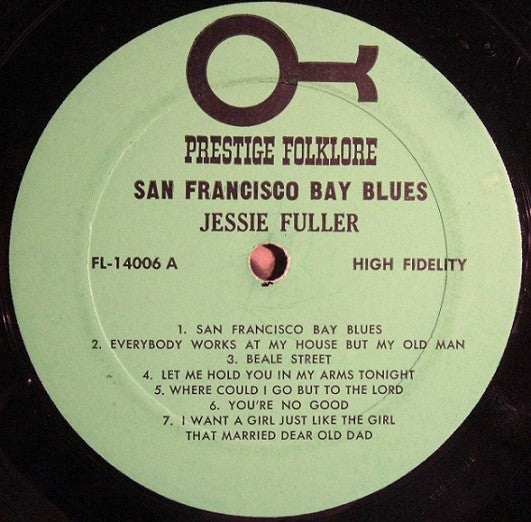 PRESTIGE FOLKLORE
SAN FRANCISCO BAY BLUES
JESSIE FULLER
FL-14006 A HIGH FIDELITY
1. SAN FRANCISCO BAY BLUES
2. EVERYBODY WORKS AT MY HOUSE BUT MY OLD MAN
3. BEALE STREET
4. LET ME HOLD YOU IN MY ARMS TONIGHT
5. WHERE COULD I GO BUT TO THE LORD
6. YOU'RE NO GOOD
7. I WANT A GIRL JUST LIKE THE GIRL
THAT MARRIED DEAR OLD DAD